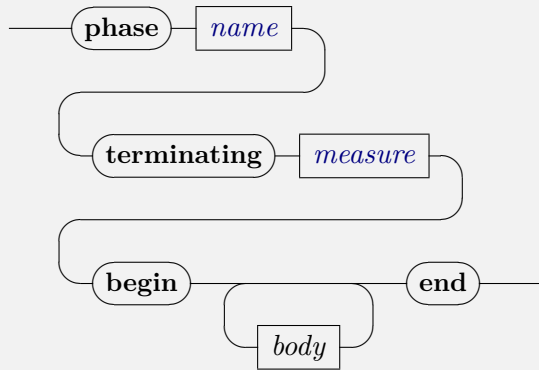 phase name
terminating measure
begin end
body